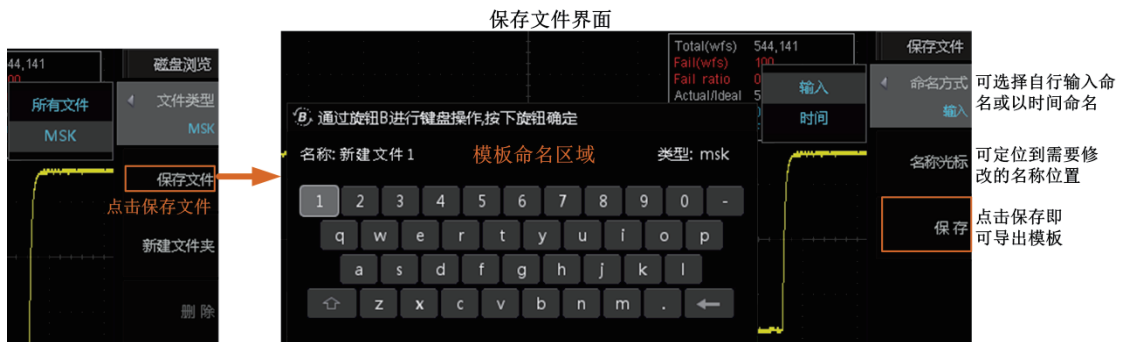 保存文件界面
44,141
00
所有文件
MSK
磁盘浏览
文件类型
MSK
保存文件
点击保存文件
新建文件夹
删 除
Total(wfs) 544,141
Fail(wfs) 100
Fail ratio
Actual/Ideal
通过旋钮B进行键盘操作,按下旋钮确定
名称: 新建文件1
模板命名区域
类型: msk
1 2 3 4 5 6 7 8 9 0 -
q w e r t y u i o p
a s d f g h j k l
z x c v b n m .
输入
时间
保存文件
命名方式
输入
名称光标
保 存
可选择自行输入命
名或以时间命名
可定位到需要修
改的名称位置
点击保存即
可导出模板